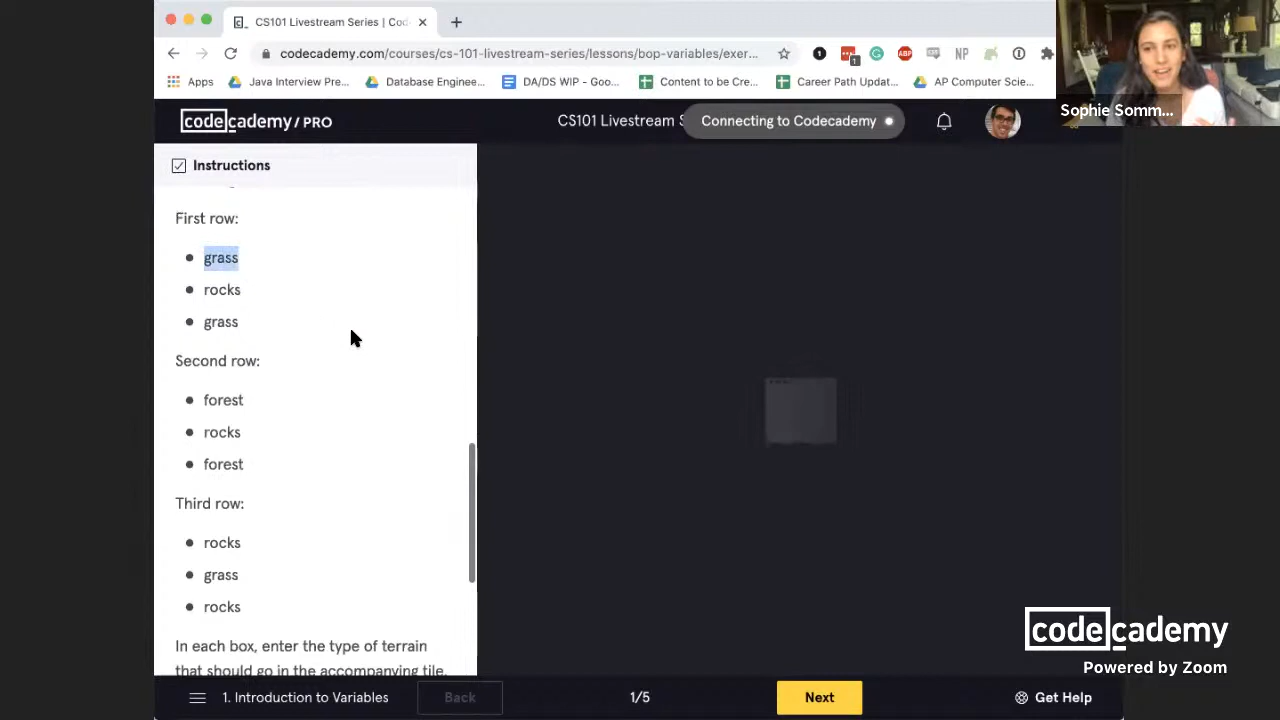 CS101 Livestream Series | Cod
codecademy.com/courses/cs-101-livestream-series/lessons/bop-variables/exer...
Apps
Java Interview Pre...
Database Enginee...
DA/DS WIP - Goo...
Content to be Cre...
Career Path Updat...
AP Computer Scie...
Sophie Somm...
codecademy / PRO
CS101 Livestream S
Connecting to Codecademy
Instructions
First row:
grass
rocks
grass
Second row:
forest
rocks
forest
Third row:
rocks
grass
rocks
In each box, enter the type of terrain
that should go in the accompanying tile.
1. Introduction to Variables
Back
1/5
Next
Get Help
codecademy
Powered by Zoom